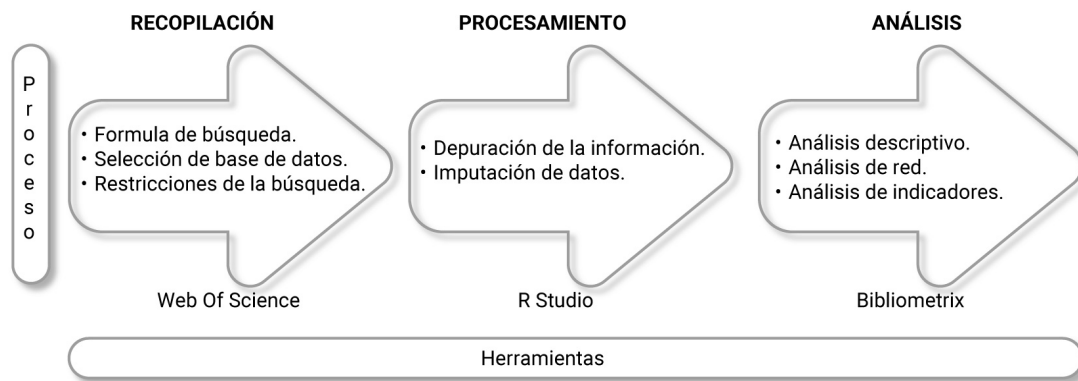 RECOPILACIÓN
PROCESAMIENTO
ANÁLISIS
Proceso
• Formula de búsqueda.
• Selección de base de datos.
• Restricciones de la búsqueda.
• Depuración de la información.
• Imputación de datos.
• Análisis descriptivo.
• Análisis de red.
• Análisis de indicadores.
Web Of Science
R Studio
Bibliometrix
Herramientas